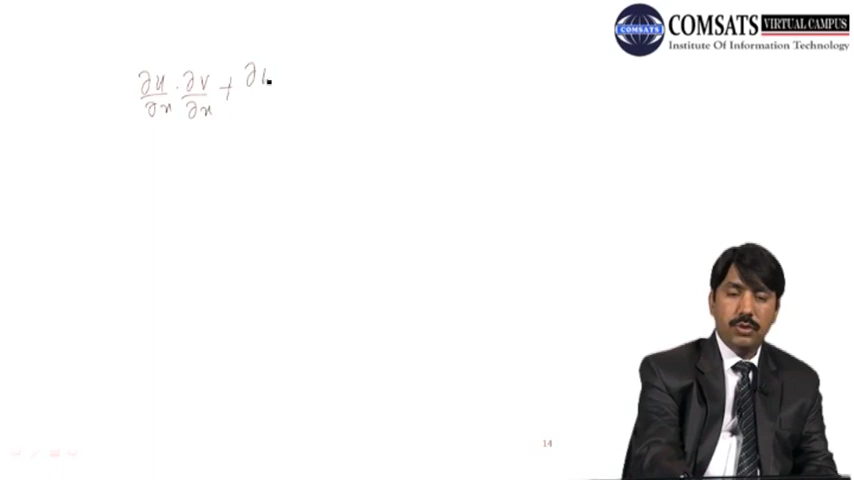 COMSATS VIRTUAL CAMPUS
COMSATS
Institute Of Information Technology
∂u/∂x · ∂v/∂x + ∂
14